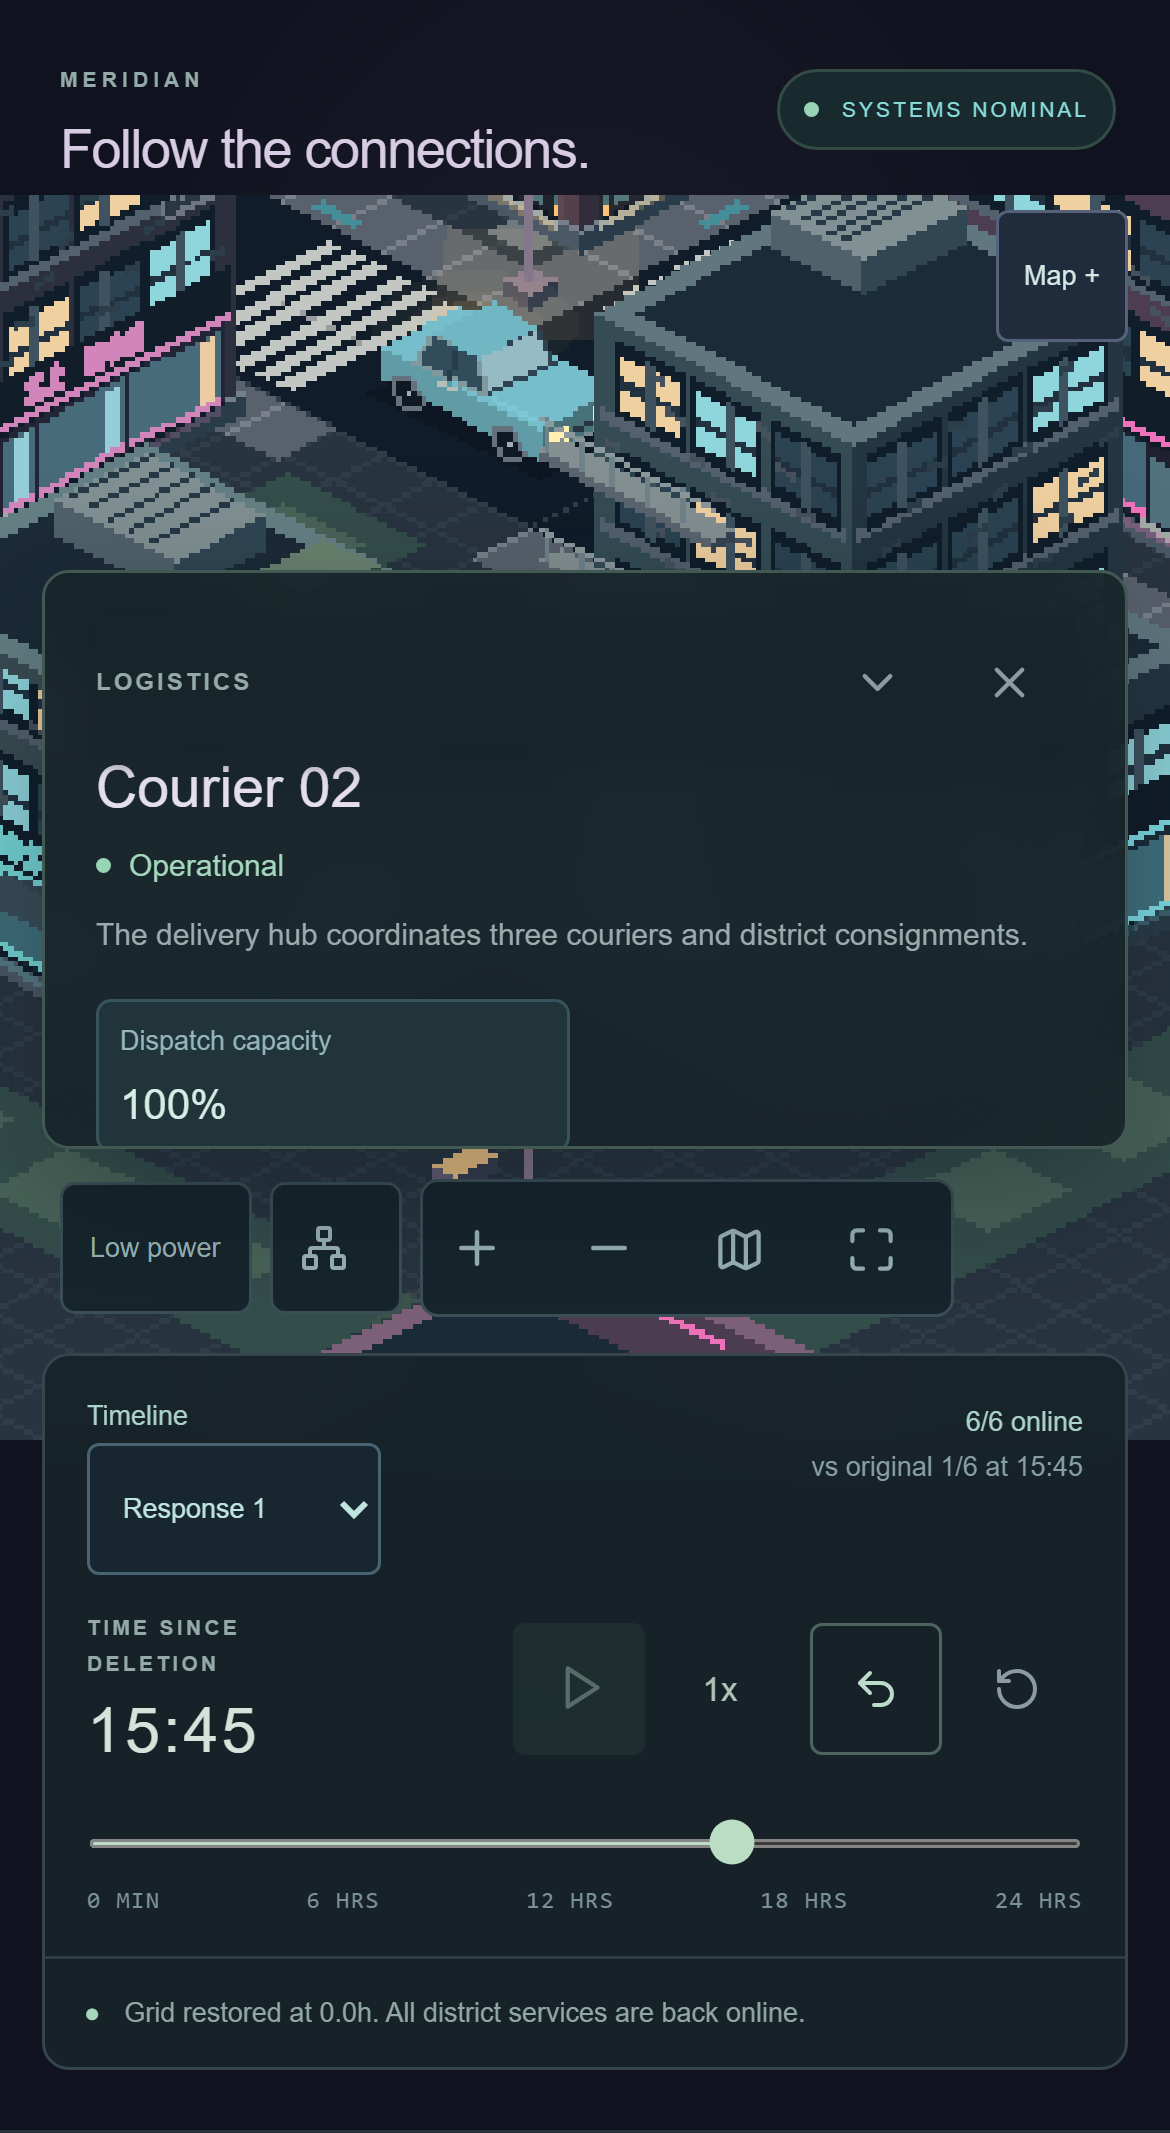 MERIDIAN
Follow the connections.
SYSTEMS NOMINAL
Map +
LOGISTICS
Courier 02
Operational
The delivery hub coordinates three couriers and district consignments.
Dispatch capacity
100%
Low power
Timeline
6/6 online
Response 1
vs original 1/6 at 15:45
TIME SINCE
DELETION
15:45
1x
0 MIN 6 HRS 12 HRS 18 HRS 24 HRS
Grid restored at 0.0h. All district services are back online.